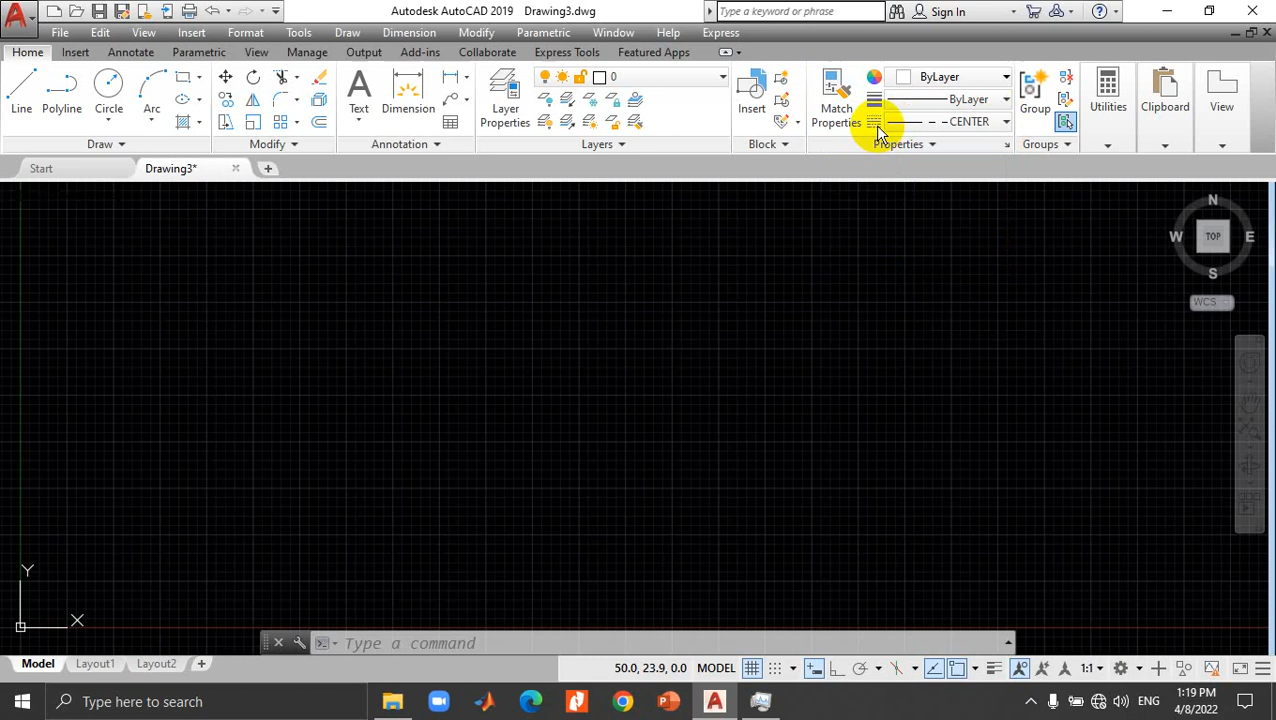 Autodesk AutoCAD 2019 Drawing3.dwg
Type a keyword or phrase
Sign In
File Edit View Insert Format Tools Draw Dimension Modify Parametric Window Help Express
Home Insert Annotate Parametric View Manage Output Add-ins Collaborate Express Tools Featured Apps
Line Polyline Circle Arc
Text Dimension
Layer Properties
0
Insert
Match Properties
ByLayer
ByLayer
CENTER
Group
Utilities
Clipboard
View
Draw Modify Annotation Layers Block Properties Groups
Start Drawing3*
N
W TOP E
S
WCS
Y
X
Type a command
Model Layout1 Layout2
50.0, 23.9, 0.0 MODEL 1:1
Type here to search
ENG
1:19 PM
4/8/2022